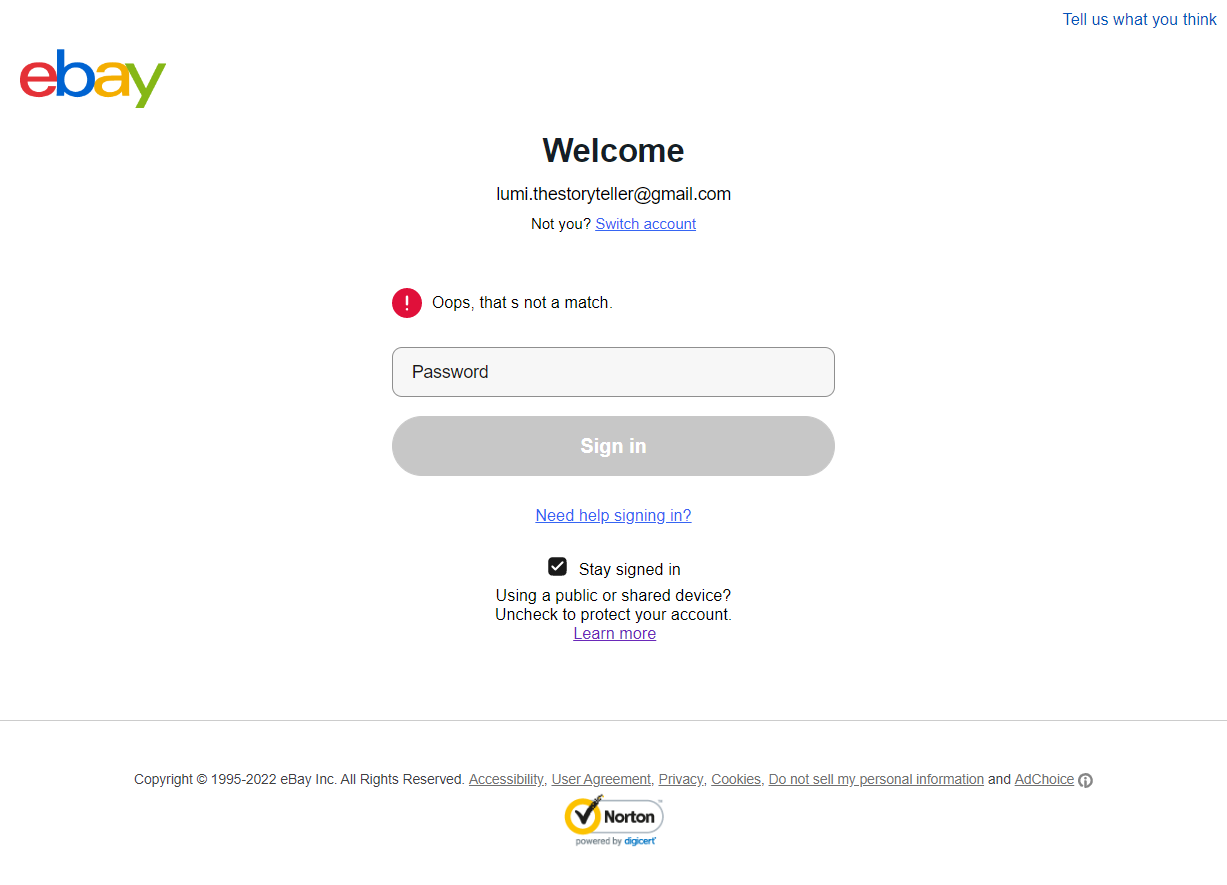 Tell us what you think
ebay
Welcome
lumi.thestoryteller@gmail.com
Not you? Switch account
! Oops, that s not a match.
Password
Sign in
Need help signing in?
Stay signed in
Using a public or shared device?
Uncheck to protect your account.
Learn more
Copyright © 1995-2022 eBay Inc. All Rights Reserved. Accessibility, User Agreement, Privacy, Cookies, Do not sell my personal information and AdChoice
Norton
powered by digicert